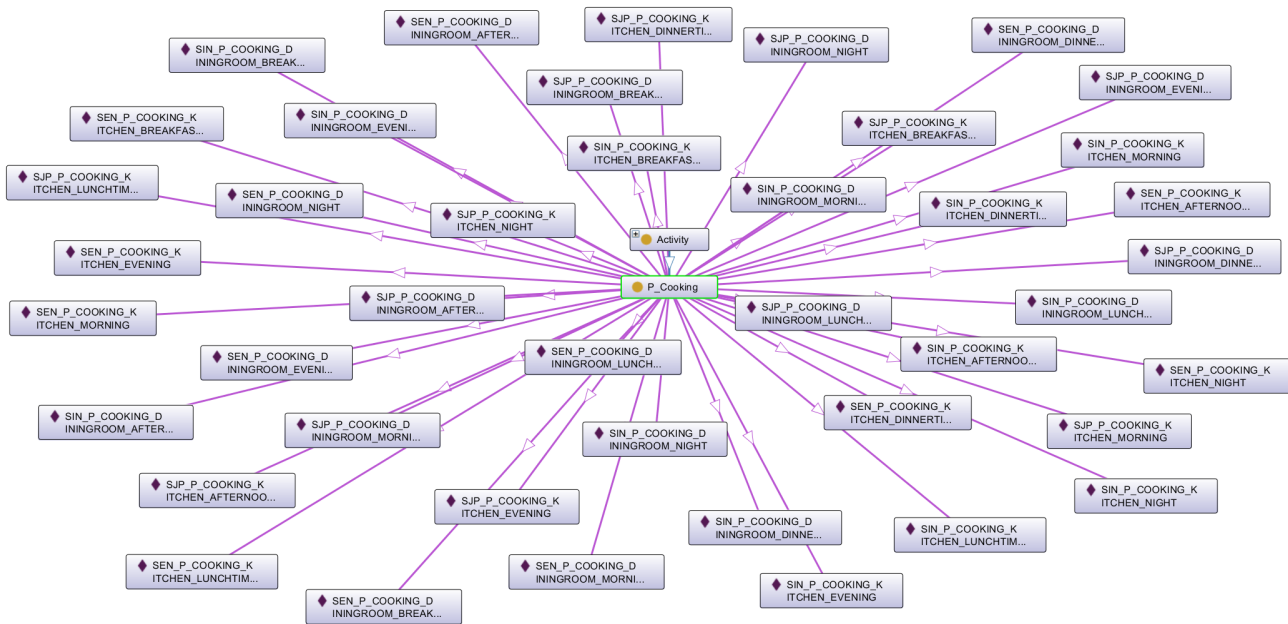 SEN_P_COOKING_D
ININGROOM_AFTER...
SJP_P_COOKING_K
ITCHEN_DINNERTI...
SJP_P_COOKING_D
ININGROOM_NIGHT
SEN_P_COOKING_D
ININGROOM_DINNE...
SIN_P_COOKING_D
ININGROOM_BREAK...
SJP_P_COOKING_D
ININGROOM_BREAK...
SJP_P_COOKING_D
ININGROOM_EVENI...
SEN_P_COOKING_K
ITCHEN_BREAKFAS...
SIN_P_COOKING_D
ININGROOM_EVENI...
SJP_P_COOKING_K
ITCHEN_BREAKFAS...
SIN_P_COOKING_K
ITCHEN_BREAKFAS...
SIN_P_COOKING_K
ITCHEN_MORNING
SJP_P_COOKING_K
ITCHEN_LUNCHTIM...
SEN_P_COOKING_D
ININGROOM_NIGHT
SIN_P_COOKING_D
ININGROOM_MORNI...
SEN_P_COOKING_K
ITCHEN_AFTERNOO...
SJP_P_COOKING_K
ITCHEN_NIGHT
SIN_P_COOKING_K
ITCHEN_DINNERTI...
Activity
SEN_P_COOKING_K
ITCHEN_EVENING
SJP_P_COOKING_D
ININGROOM_DINNE...
P_Cooking
SJP_P_COOKING_D
ININGROOM_AFTER...
SJP_P_COOKING_D
ININGROOM_LUNCH...
SIN_P_COOKING_D
ININGROOM_LUNCH...
SEN_P_COOKING_K
ITCHEN_MORNING
SEN_P_COOKING_D
ININGROOM_EVENI...
SEN_P_COOKING_D
ININGROOM_LUNCH...
SIN_P_COOKING_K
ITCHEN_AFTERNOO...
SEN_P_COOKING_K
ITCHEN_NIGHT
SIN_P_COOKING_D
ININGROOM_AFTER...
SJP_P_COOKING_D
ININGROOM_MORNI...
SIN_P_COOKING_D
ININGROOM_NIGHT
SEN_P_COOKING_K
ITCHEN_DINNERTI...
SJP_P_COOKING_K
ITCHEN_MORNING
SJP_P_COOKING_K
ITCHEN_AFTERNOO...
SJP_P_COOKING_K
ITCHEN_EVENING
SIN_P_COOKING_K
ITCHEN_NIGHT
SIN_P_COOKING_D
ININGROOM_DINNE...
SIN_P_COOKING_K
ITCHEN_LUNCHTIM...
SEN_P_COOKING_K
ITCHEN_LUNCHTIM...
SEN_P_COOKING_D
ININGROOM_MORNI...
SIN_P_COOKING_K
ITCHEN_EVENING
SEN_P_COOKING_D
ININGROOM_BREAK...